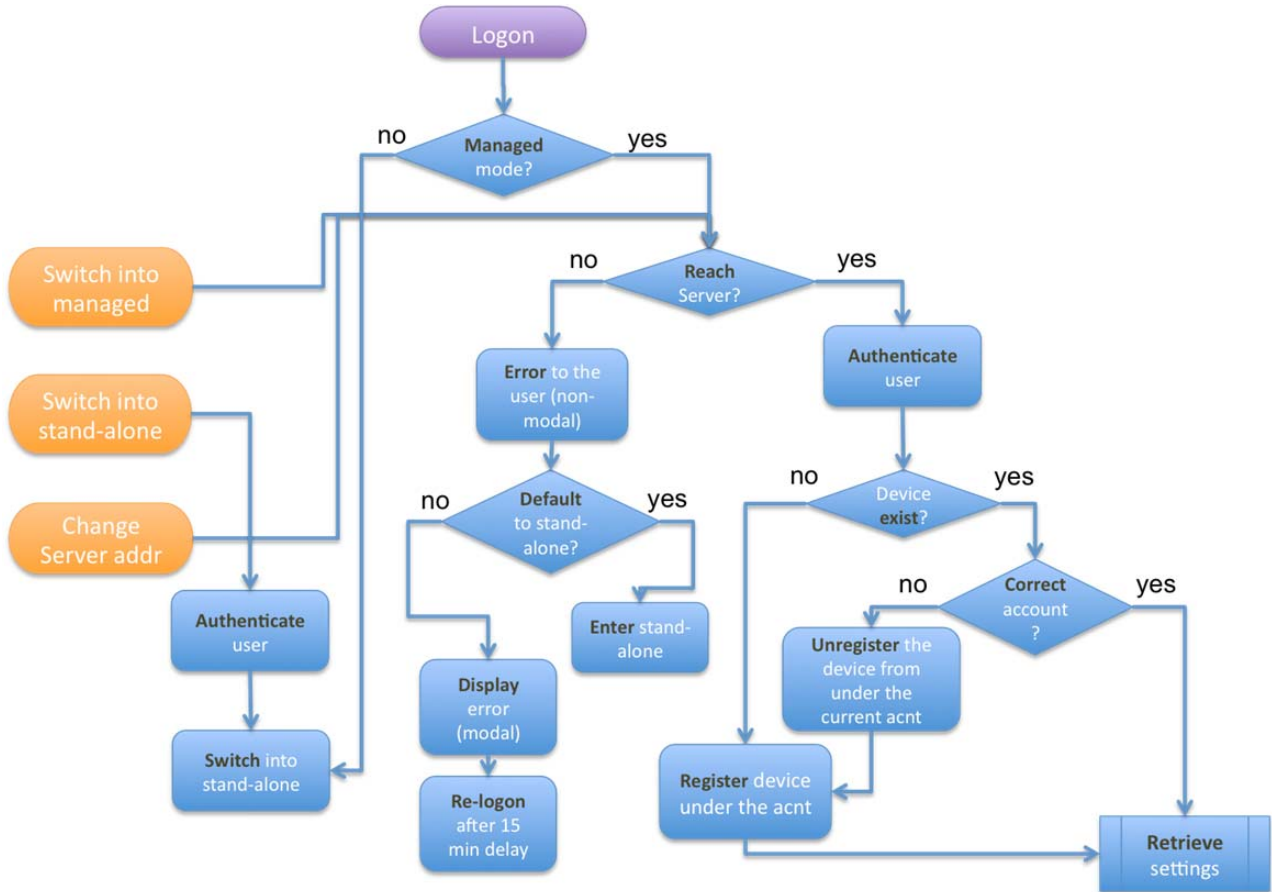 Logon
no
yes
Managed
mode?
Switch into
managed
no
yes
Reach
Server?
Error to the
user (non-
modal)
Authenticate
user
Switch into
stand-alone
no
yes
Default
to stand-
alone?
no
yes
Device
exist?
Change
Server addr
Authenticate
user
Enter stand-
alone
no
yes
Correct
account
?
Unregister the
device from
under the
current acnt
Display
error
(modal)
Switch into
stand-alone
Register device
under the acnt
Re-logon
after 15
min delay
Retrieve
settings